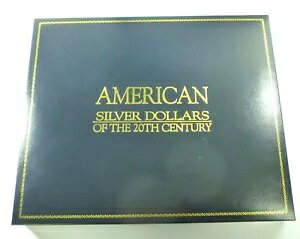 AMERICAN
SILVER DOLLARS
OF THE 20TH CENTURY